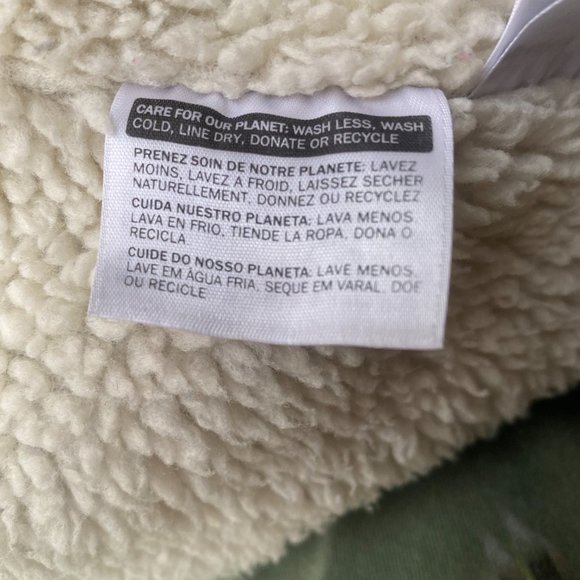 CARE FOR OUR PLANET: WASH LESS, WASH
COLD, LINE DRY, DONATE OR RECYCLE
PRENEZ SOIN DE NOTRE PLANETE: LAVEZ
MOINS, LAVEZ A FROID, LAISSEZ SECHER
NATURELLEMENT, DONNEZ OU RECYCLEZ
CUIDA NUESTRO PLANETA: LAVA MENOS,
LAVA EN FRIO, TIENDE LA ROPA, DONA O
RECICLA
CUIDE DO NOSSO PLANETA: LAVE MENOS,
LAVE EM ÁGUA FRIA, SEQUE EM VARAL, DOE
OU RECICLE